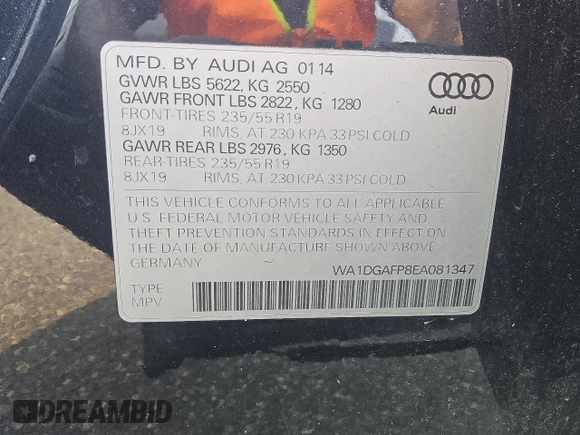 MFD. BY AUDI AG 01 14
GVWR LBS 5622, KG 2550
GAWR FRONT LBS 2822, KG 1280
FRONT-TIRES 235/55 R19
8JX19 RIMS, AT 230 KPA 33 PSI COLD
GAWR REAR LBS 2976, KG 1350
REAR-TIRES 235/55 R19
8JX19 RIMS, AT 230 KPA 33 PSI COLD
Audi
THIS VEHICLE CONFORMS TO ALL APPLICABLE
U.S. FEDERAL MOTOR VEHICLE SAFETY AND
THEFT PREVENTION STANDARDS IN EFFECT ON
THE DATE OF MANUFACTURE SHOWN ABOVE
GERMANY
WA1DGAFP8EA081347
TYPE
MPV
DREAMBID